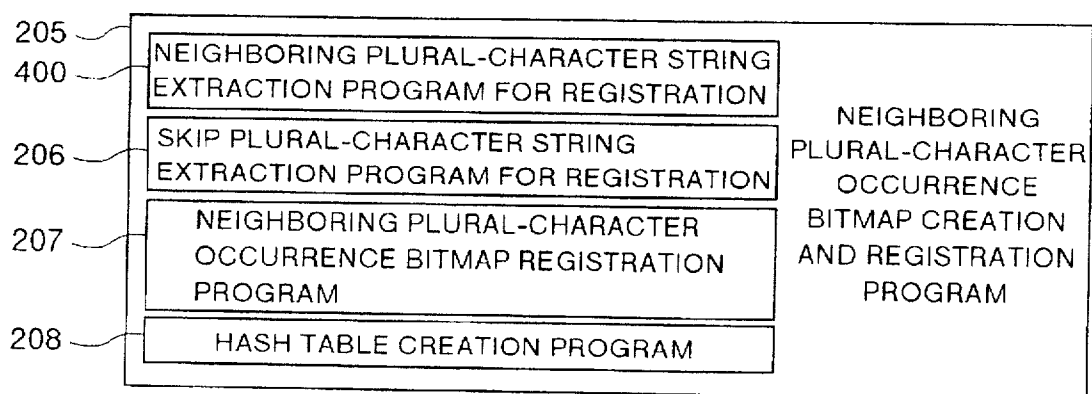 205
400
NEIGHBORING PLURAL-CHARACTER STRING
EXTRACTION PROGRAM FOR REGISTRATION
206
SKIP PLURAL-CHARACTER STRING
EXTRACTION PROGRAM FOR REGISTRATION
207
NEIGHBORING PLURAL-CHARACTER
OCCURRENCE BITMAP REGISTRATION
PROGRAM
208
HASH TABLE CREATION PROGRAM
NEIGHBORING
PLURAL-CHARACTER
OCCURRENCE
BITMAP CREATION
AND REGISTRATION
PROGRAM